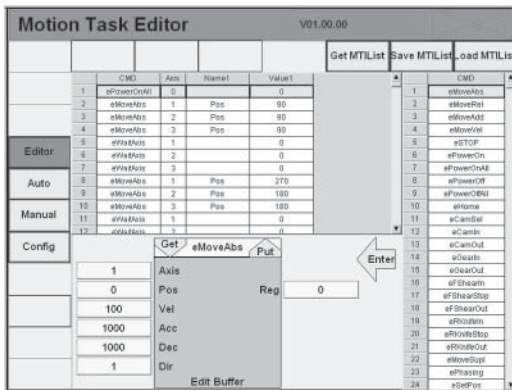 Motion Task Editor V01.00.00
Get MTIList Save MTIList Load MTILis
CMD Axis Name1 Value1
1 ePowerOnAll 0 0
2 eMoveAbs 1 Pos 90
3 eMoveAbs 2 Pos 90
4 eMoveAbs 3 Pos 90
5 eWaitAxis 1 0
6 eWaitAxis 2 0
7 eWaitAxis 3 0
8 eMoveAbs 1 Pos 270
9 eMoveAbs 2 Pos 180
10 eMoveAbs 3 Pos 180
11 eWaitAxis 1 0
12 eWaitAxis 2 0
CMD
1 eMoveAbs
2 eMoveRel
3 eMoveAdd
4 eMoveVel
5 eSTOP
6 ePowerOn
7 ePowerOnAll
8 ePowerOff
9 ePowerOffAll
10 eHome
11 eCamSel
12 eCamIn
13 eCamOut
14 eGearIn
15 eGearOut
16 eFShearIn
17 eFShearStop
18 eFShearOut
19 eRKnifeIn
20 eRKnifeStop
21 eRKnifeOut
22 eMoveSupI
23 ePhasing
24 eSetPos
Editor
Auto
Manual
Config
Get eMoveAbs Put
Enter
1 Axis
0 Pos Reg 0
100 Vel
1000 Acc
1000 Dec
1 Dir
Edit Buffer